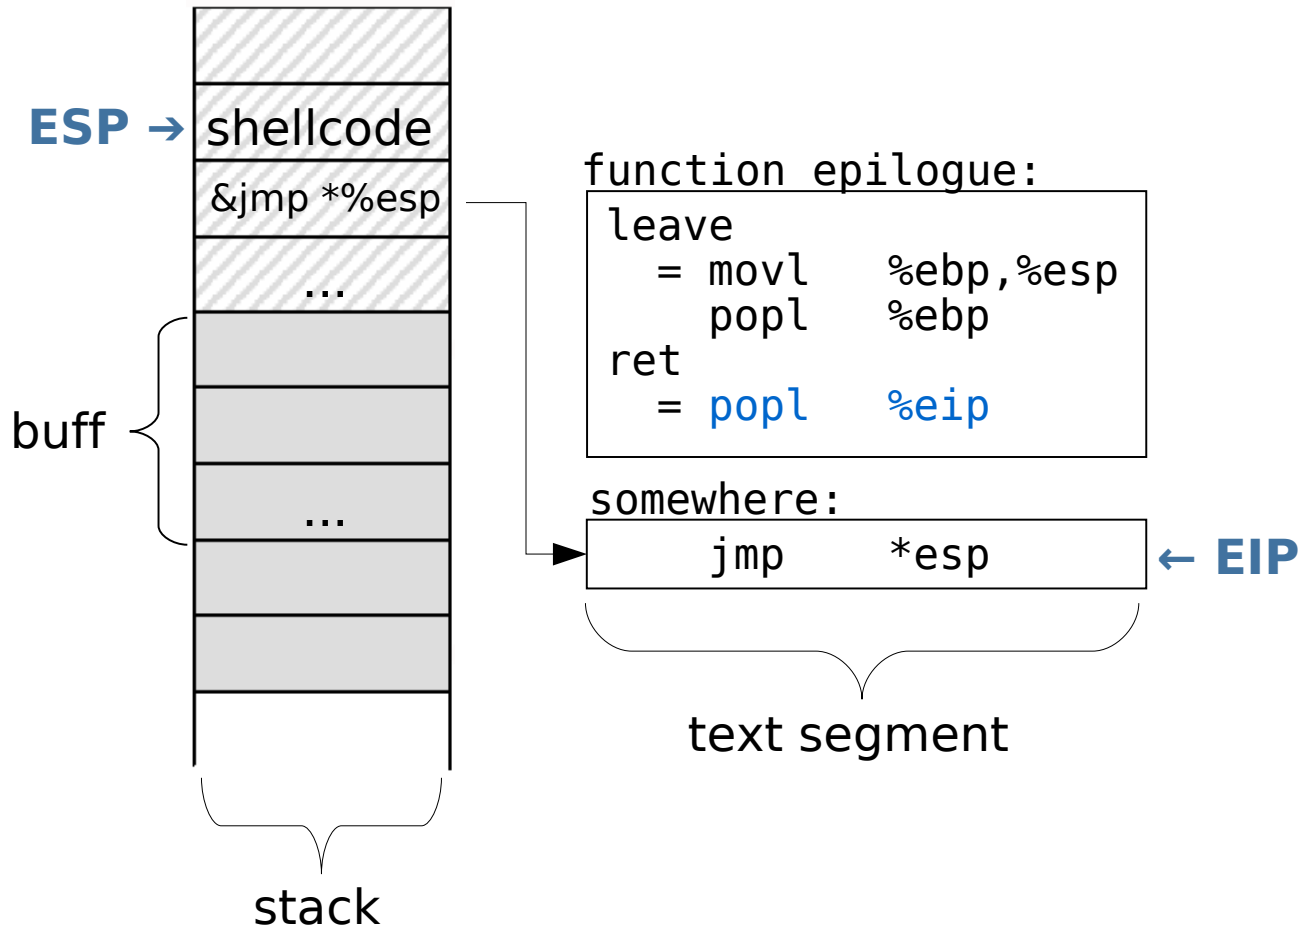 ESP → shellcode
&jmp *%esp
...
buff
...
stack
function epilogue:
leave
= movl %ebp,%esp
popl %ebp
ret
= popl %eip
somewhere:
jmp *esp
← EIP
text segment